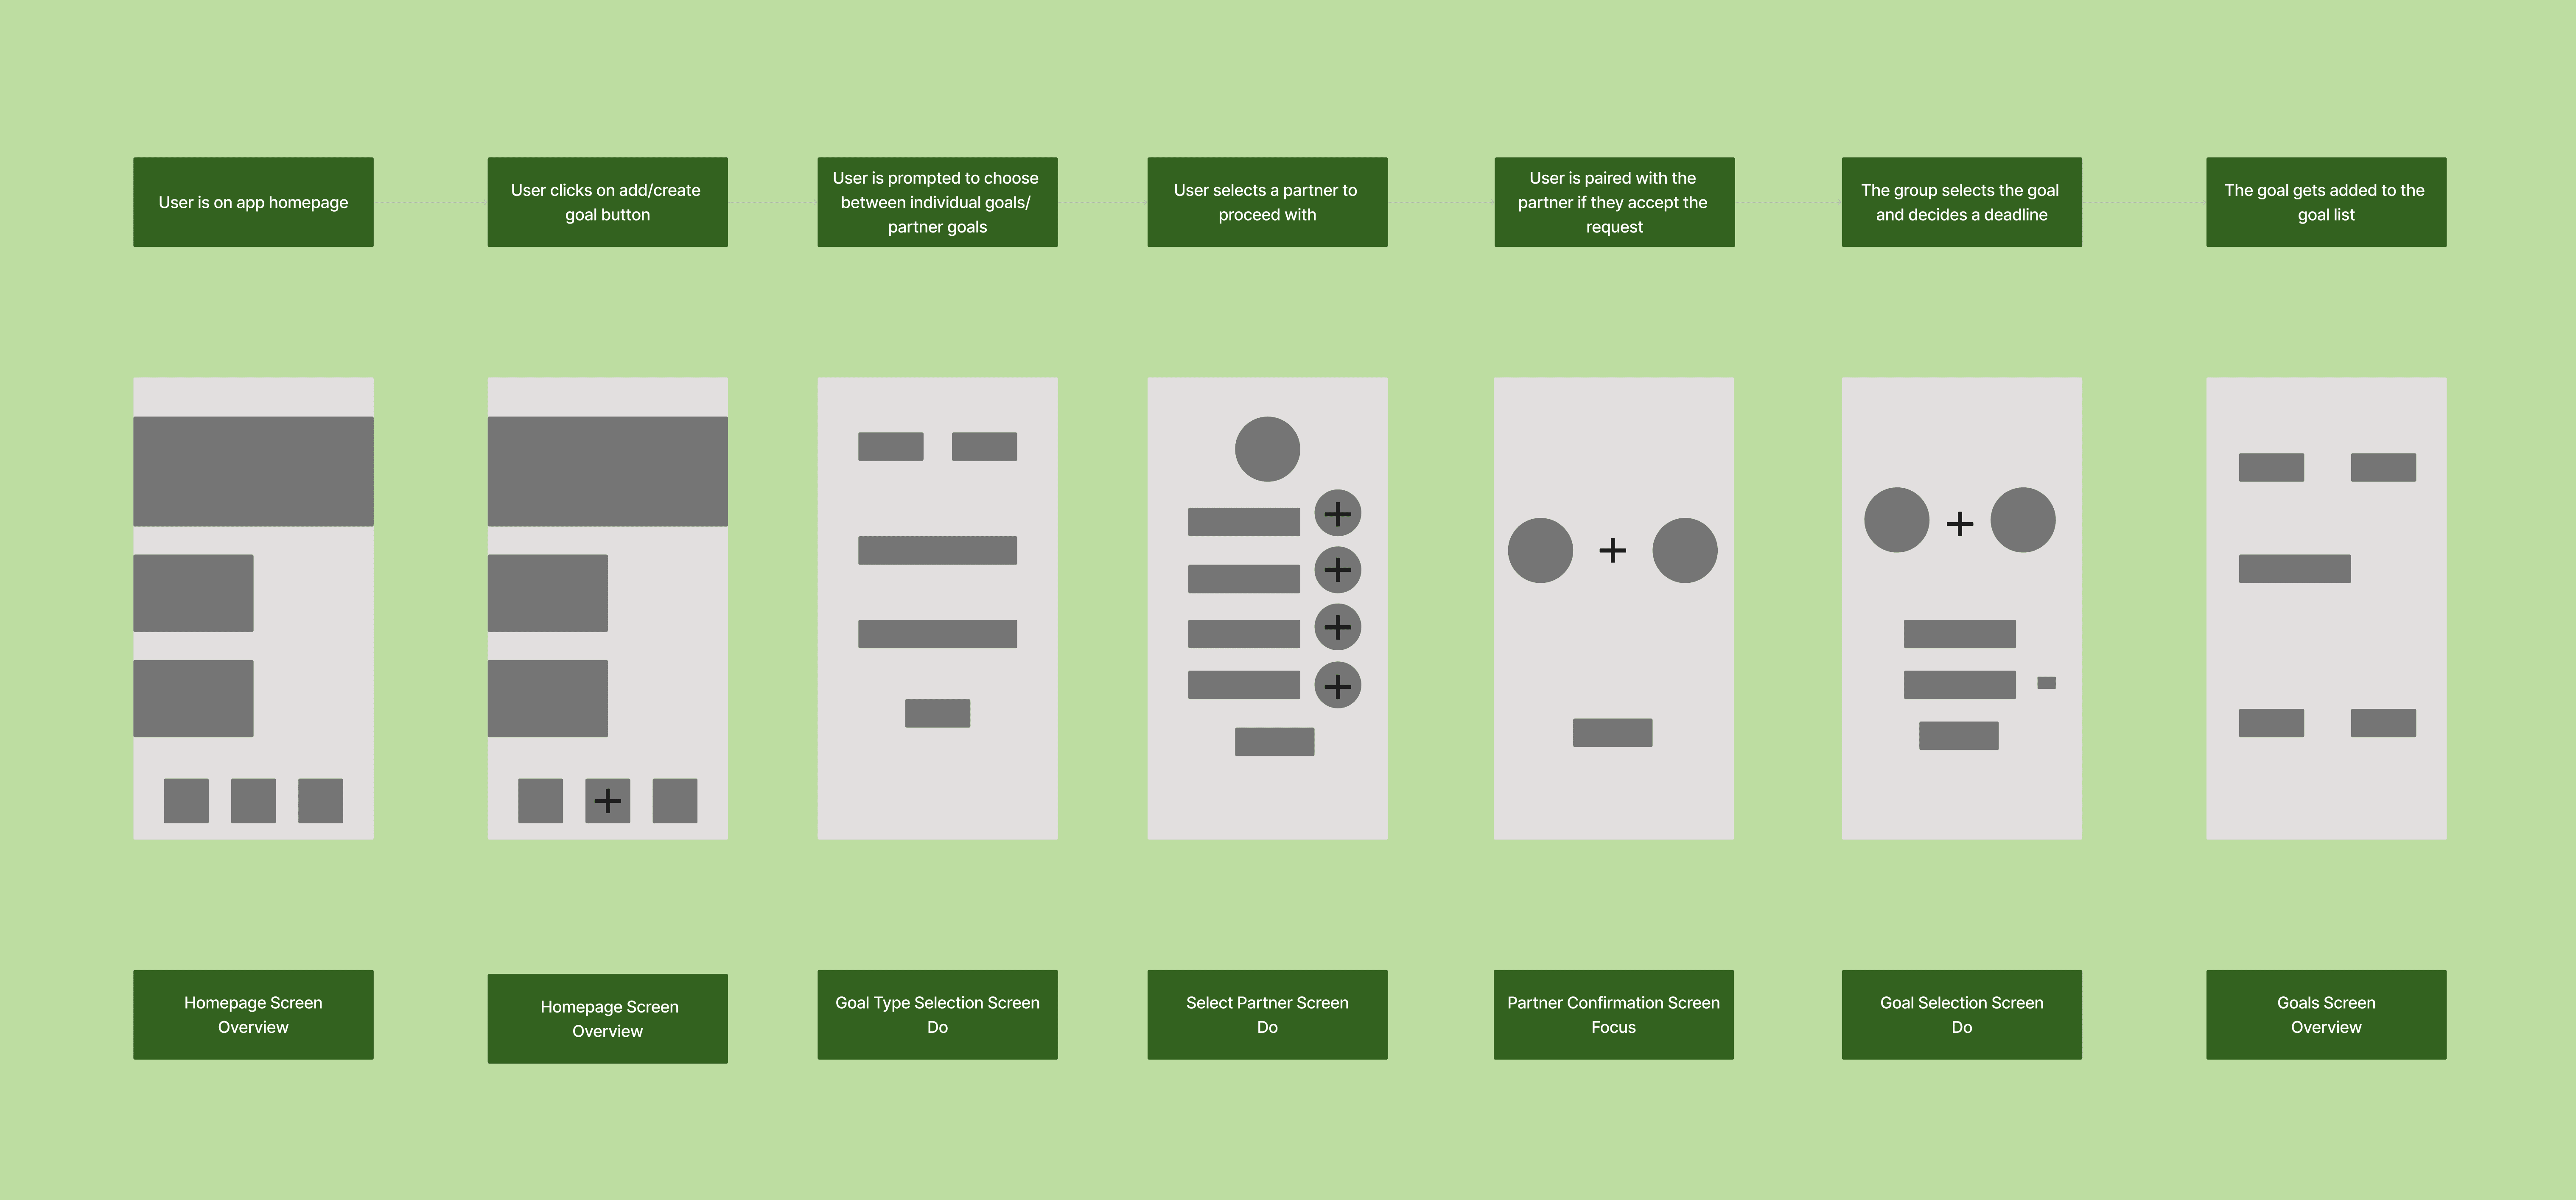 User is on app homepage
User clicks on add/create
goal button
User is prompted to choose
between individual goals/
partner goals
User selects a partner to
proceed with
User is paired with the
partner if they accept the
request
The group selects the goal
and decides a deadline
The goal gets added to the
goal list
+
+
+
+
+
+
+
Homepage Screen
Overview
Homepage Screen
Overview
Goal Type Selection Screen
Do
Select Partner Screen
Do
Partner Confirmation Screen
Focus
Goal Selection Screen
Do
Goals Screen
Overview